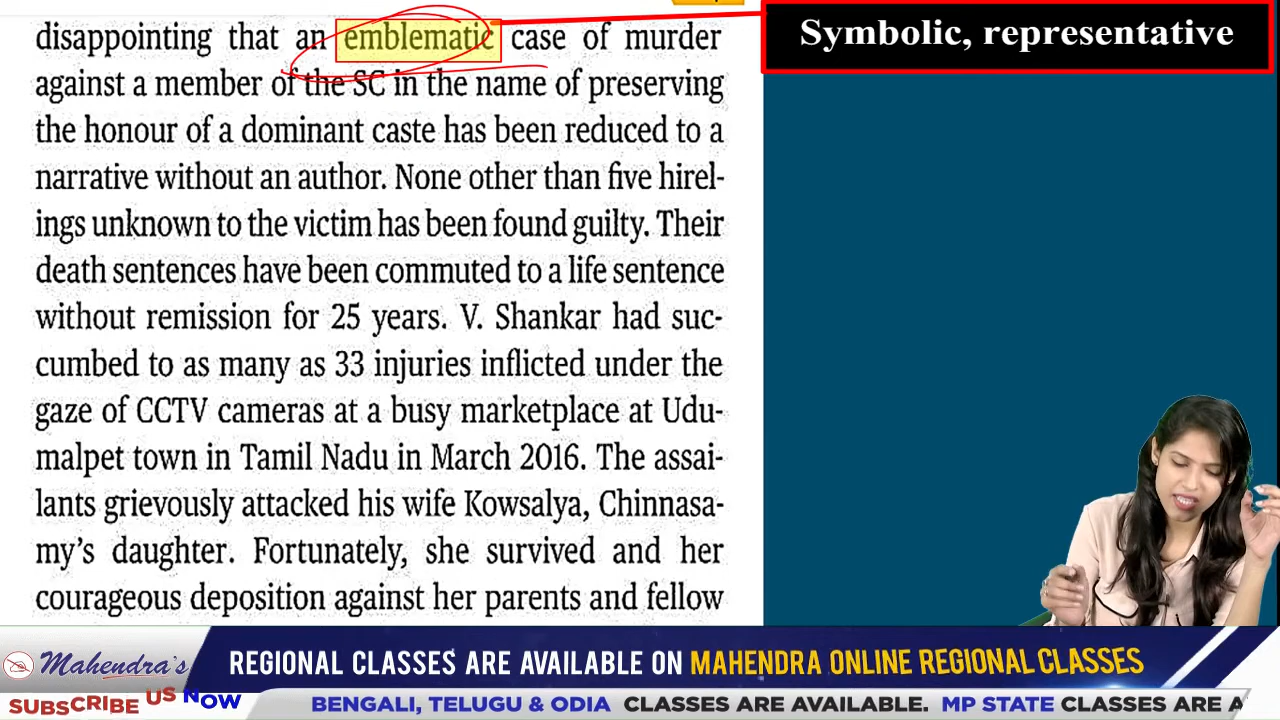 disappointing that an emblematic case of murder
against a member of the SC in the name of preserving
the honour of a dominant caste has been reduced to a
narrative without an author. None other than five hirel-
ings unknown to the victim has been found guilty. Their
death sentences have been commuted to a life sentence
without remission for 25 years. V. Shankar had suc-
cumbed to as many as 33 injuries inflicted under the
gaze of CCTV cameras at a busy marketplace at Udu-
malpet town in Tamil Nadu in March 2016. The assai-
lants grievously attacked his wife Kowsalya, Chinnasa-
my's daughter. Fortunately, she survived and her
courageous deposition against her parents and fellow
Symbolic, representative
Mahendra's
REGIONAL CLASSES ARE AVAILABLE ON MAHENDRA ONLINE REGIONAL CLASSES
SUBSCRIBE US NOW
BENGALI, TELUGU & ODIA CLASSES ARE AVAILABLE. MP STATE CLASSES ARE A